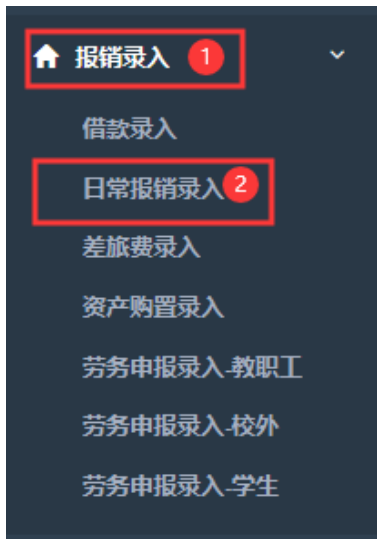 报销录入 1
借款录入
日常报销录入 2
差旅费录入
资产购置录入
劳务申报录入-教职工
劳务申报录入-校外
劳务申报录入-学生